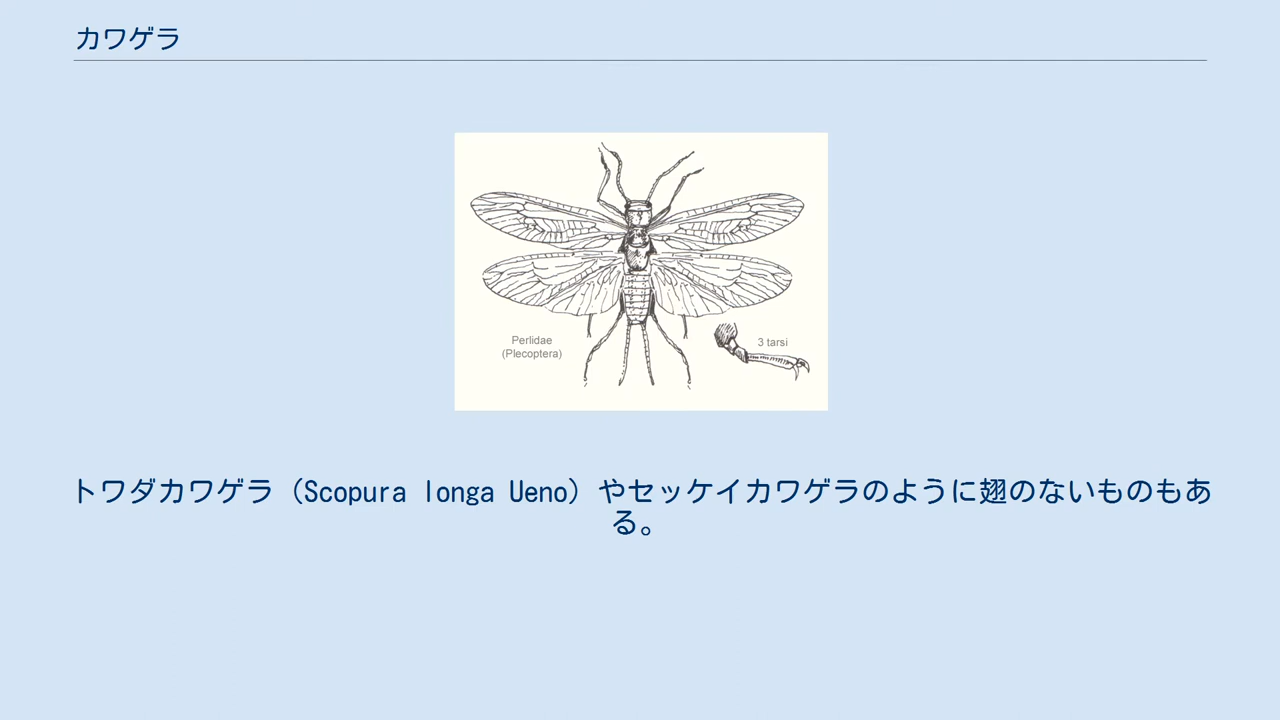 カワゲラ
Perlidae
(Plecoptera)
3 tarsi
トワダカワゲラ（Scopura longa Ueno）やセッケイカワゲラのように翅のないものもあ
る。